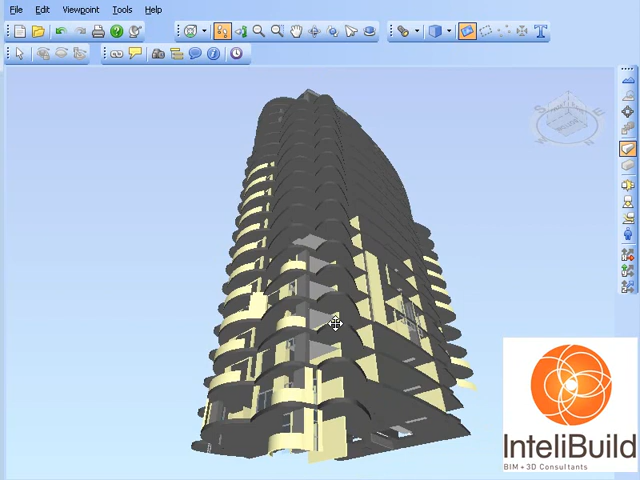 File Edit Viewpoint Tools Help
InteliBuild
BIM + 3D Consultants